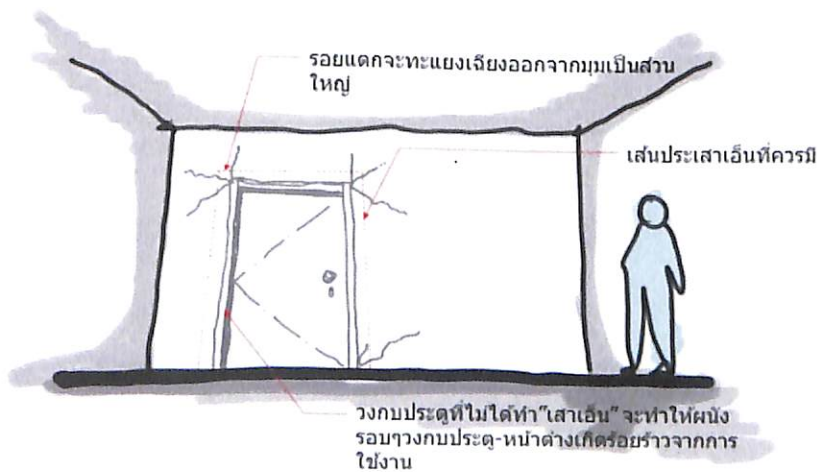 รอยแตกจะทะแยงเฉียงออกจากมุมเป็นส่วน
ใหญ่
เส้นประเสาเอ็นที่ควรมี
วงกบประตูที่ไม่ได้ทำ"เสาเอ็น" จะทำให้ผนัง
รอบๆวงกบประตู-หน้าต่างเกิดร้อยร้าวจากการ
ใช้งาน